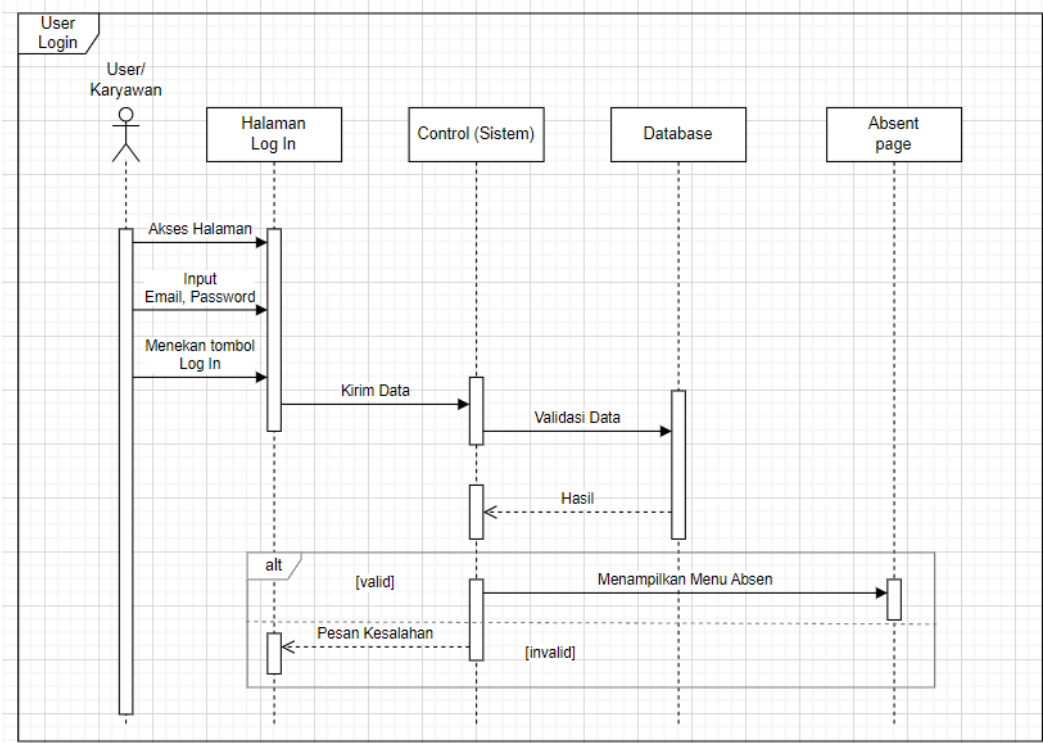 User
Login
User/
Karyawan
Halaman
Log In
Control (Sistem)
Database
Absent
page
Akses Halaman
Input
Email, Password
Menekan tombol
Log In
Kirim Data
Validasi Data
Hasil
alt
[valid]
Menampilkan Menu Absen
Pesan Kesalahan
[invalid]